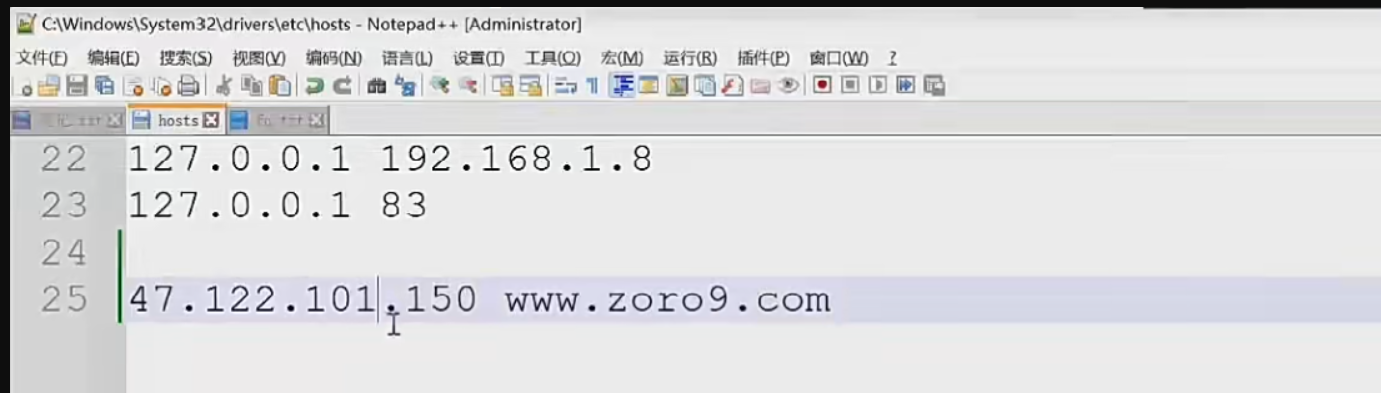 C:\Windows\System32\drivers\etc\hosts - Notepad++ [Administrator]
文件(F) 编辑(E) 搜索(S) 视图(V) 编码(N) 语言(L) 设置(T) 工具(O) 宏(M) 运行(R) 插件(P) 窗口(W) ?
hosts
22 127.0.0.1 192.168.1.8
23 127.0.0.1 83
24
25 47.122.101.150 www.zoro9.com